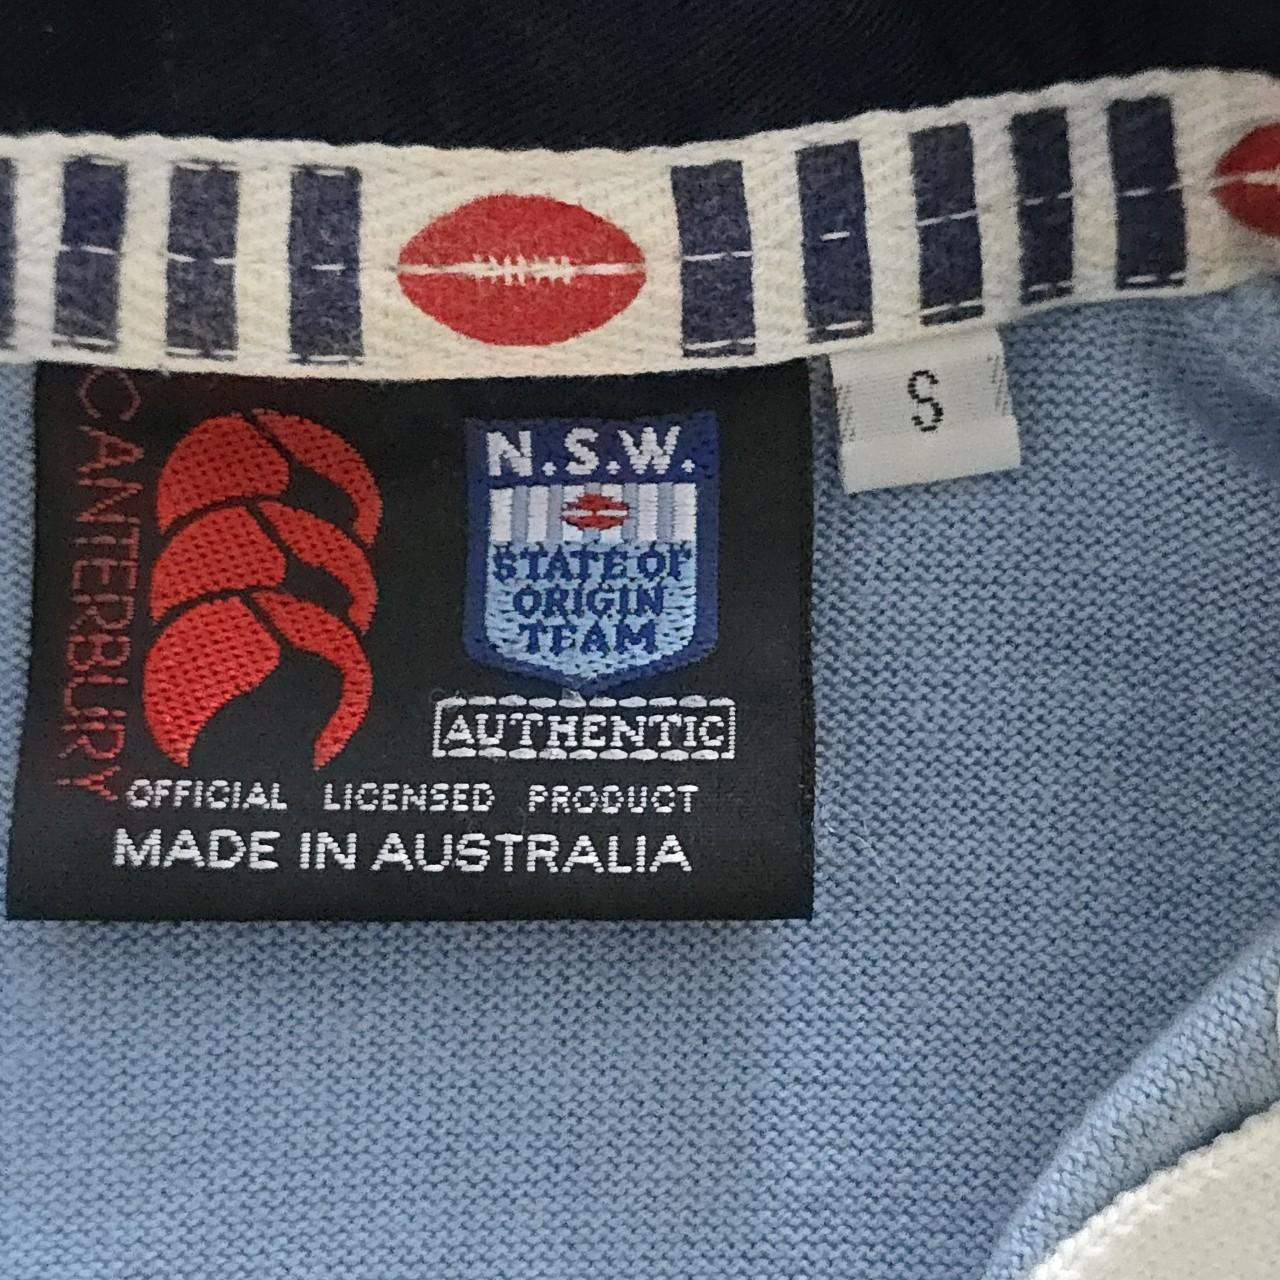 CANTERBURY
N.S.W.
STATE OF
ORIGIN
TEAM
AUTHENTIC
OFFICIAL LICENSED PRODUCT
MADE IN AUSTRALIA
S